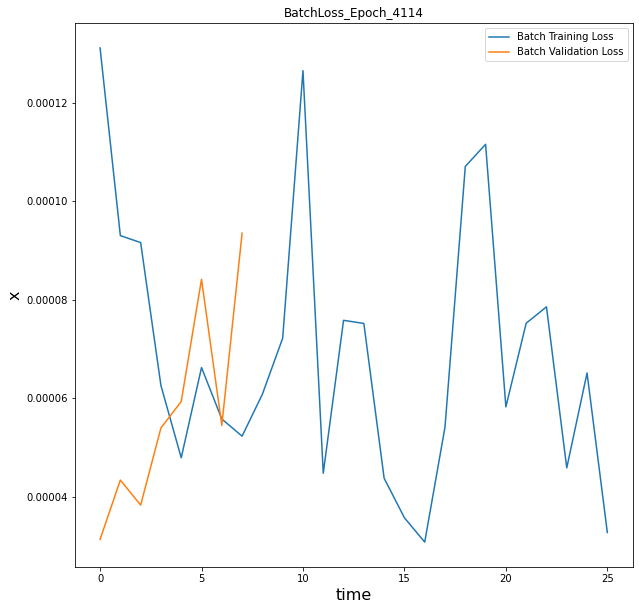 BatchLoss_Epoch_4114
Batch Training Loss
Batch Validation Loss
0.00012
0.00010
0.00008
0.00006
0.00004
x
0 5 10 15 20 25
time